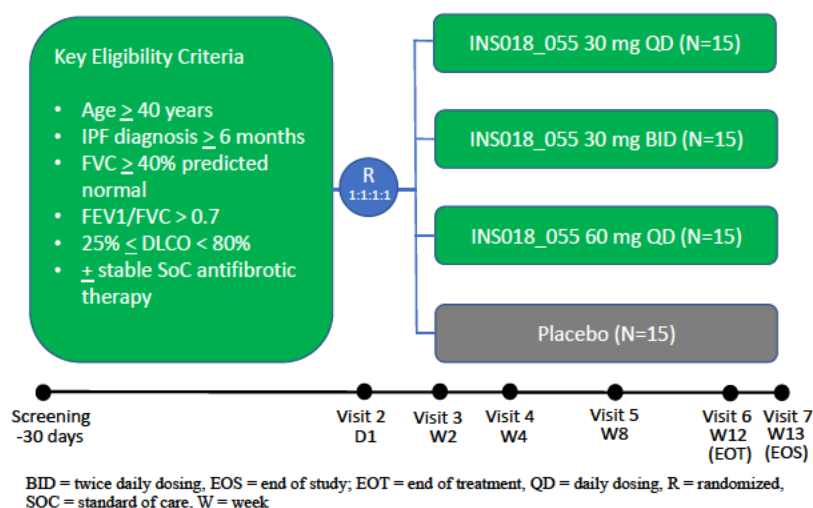 Key Eligibility Criteria
• Age ≥ 40 years
• IPF diagnosis ≥ 6 months
• FVC ≥ 40% predicted
normal
• FEV1/FVC > 0.7
• 25% ≤ DLCO < 80%
• ± stable SoC antifibrotic
therapy
R
1:1:1:1
INS018_055 30 mg QD (N=15)
INS018_055 30 mg BID (N=15)
INS018_055 60 mg QD (N=15)
Placebo (N=15)
Screening
-30 days
Visit 2
D1
Visit 3
W2
Visit 4
W4
Visit 5
W8
Visit 6
W12
(EOT)
Visit 7
W13
(EOS)
BID = twice daily dosing, EOS = end of study; EOT = end of treatment, QD = daily dosing, R = randomized,
SOC = standard of care, W = week